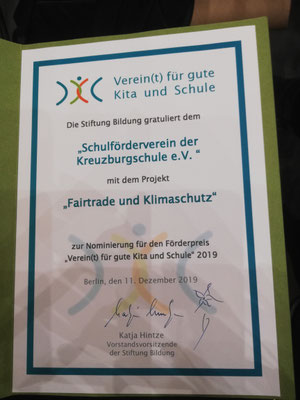 Verein(t) für gute
Kita und Schule
Die Stiftung Bildung gratuliert dem
„Schulförderverein der
Kreuzburgschule e.V. “
mit dem Projekt
„Fairtrade und Klimaschutz“
zur Nominierung für den Förderpreis
„Verein(t) für gute Kita und Schule“ 2019
Berlin, den 11. Dezember 2019
Katja Hintze
Vorstandsvorsitzende
der Stiftung Bildung